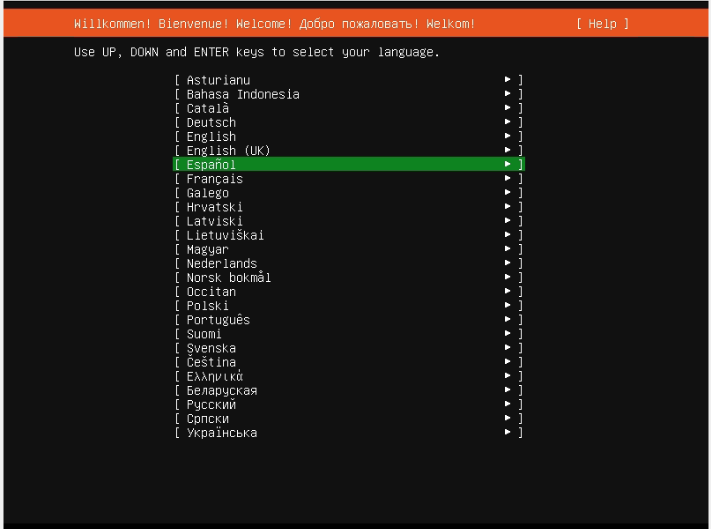 Willkommen! Bienvenue! Welcome! Добро пожаловать! Welkom! [ Help ]
Use UP, DOWN and ENTER keys to select your language.
[ Asturianu ► ]
[ Bahasa Indonesia ► ]
[ Català ► ]
[ Deutsch ► ]
[ English ► ]
[ English (UK) ► ]
[ Español ► ]
[ Français ► ]
[ Galego ► ]
[ Hrvatski ► ]
[ Latviski ► ]
[ Lietuviškai ► ]
[ Magyar ► ]
[ Nederlands ► ]
[ Norsk bokmål ► ]
[ Occitan ► ]
[ Polski ► ]
[ Português ► ]
[ Suomi ► ]
[ Svenska ► ]
[ Čeština ► ]
[ Ελληνικά ► ]
[ Беларуская ► ]
[ Русский ► ]
[ Српски ► ]
[ Українська ► ]